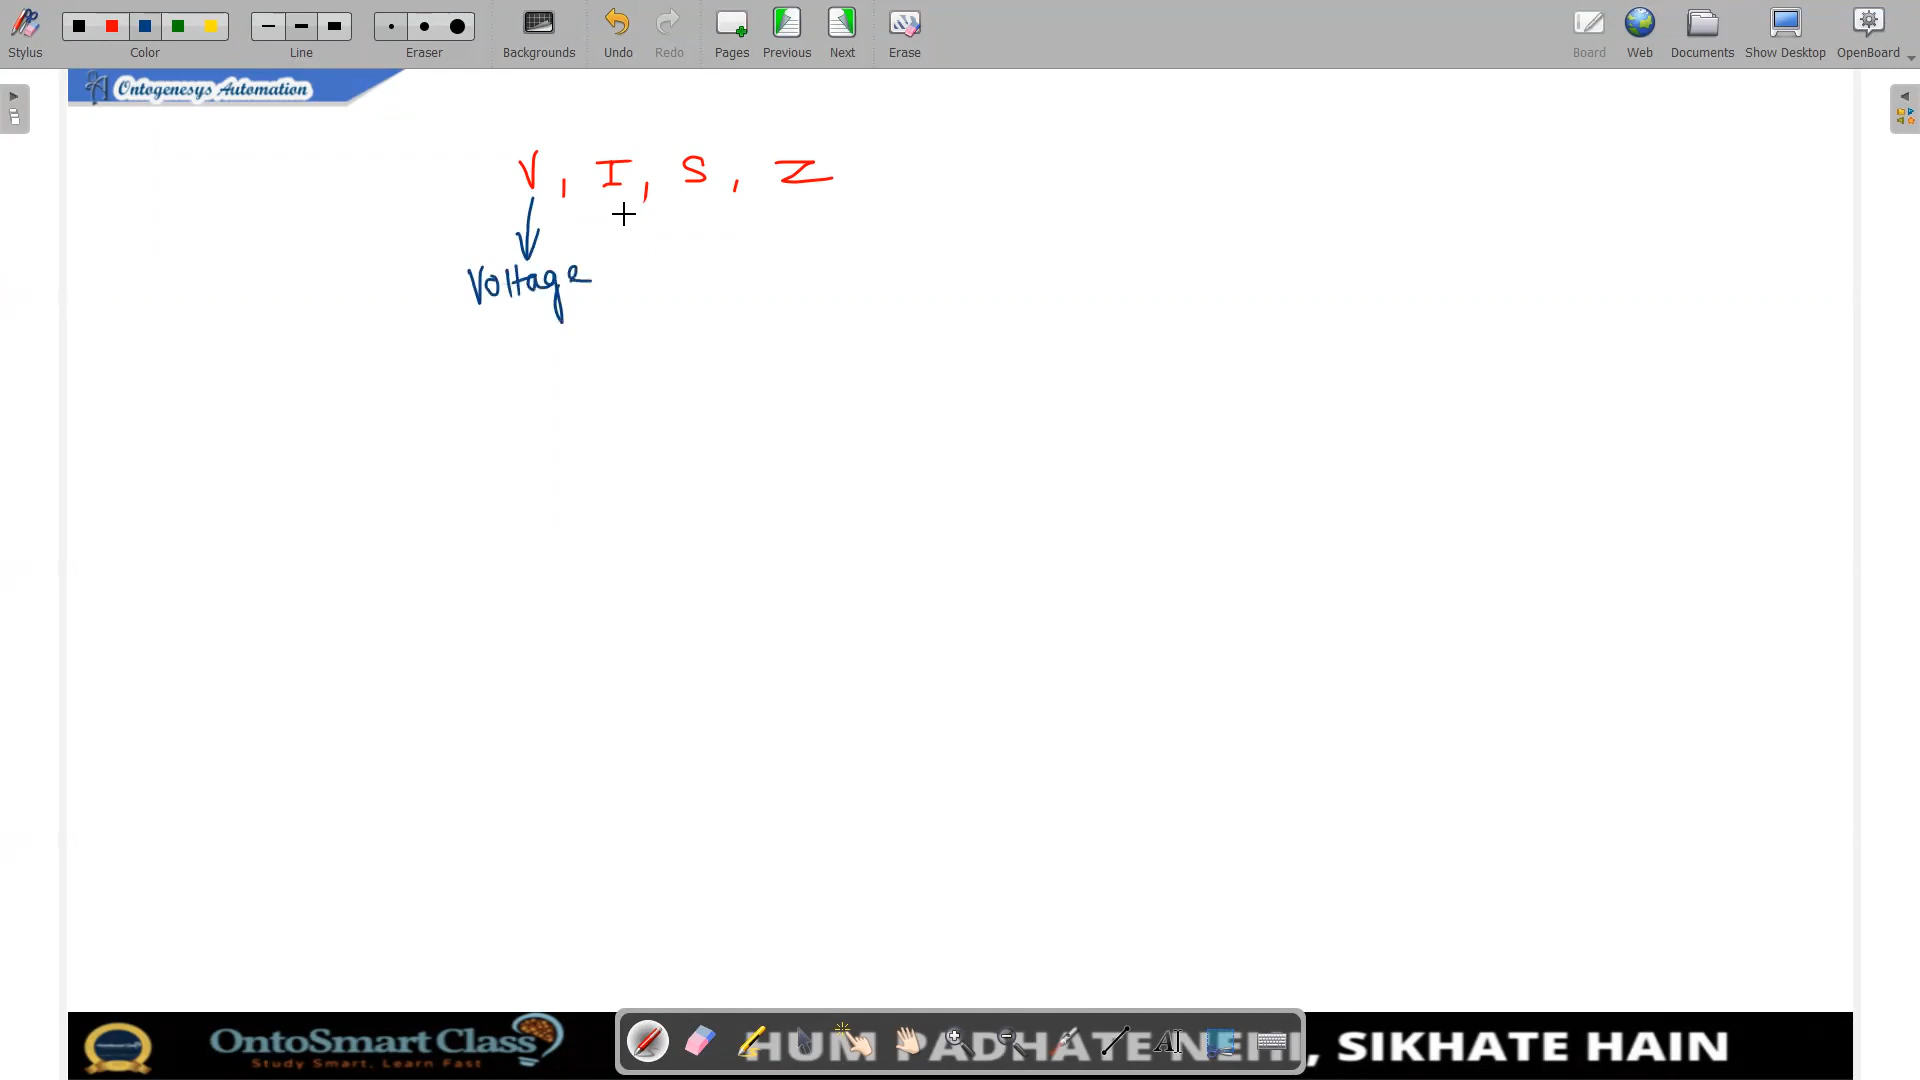 Stylus Color Line Eraser Backgrounds Undo Redo Pages Previous Next Erase Board Web Documents Show Desktop OpenBoard
Ontogenesys Automation
V, I, S, Z
Voltage
OntoSmart Class
Study Smart, Learn Fast
HUM PADHATE NEHI, SIKHATE HAIN